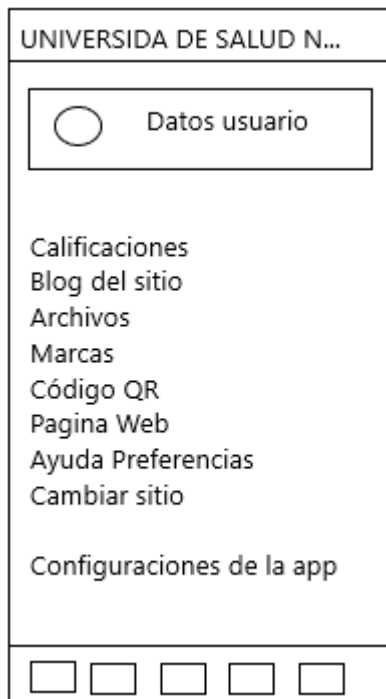 UNIVERSIDA DE SALUD N...
Datos usuario
Calificaciones
Blog del sitio
Archivos
Marcas
Código QR
Pagina Web
Ayuda Preferencias
Cambiar sitio
Configuraciones de la app